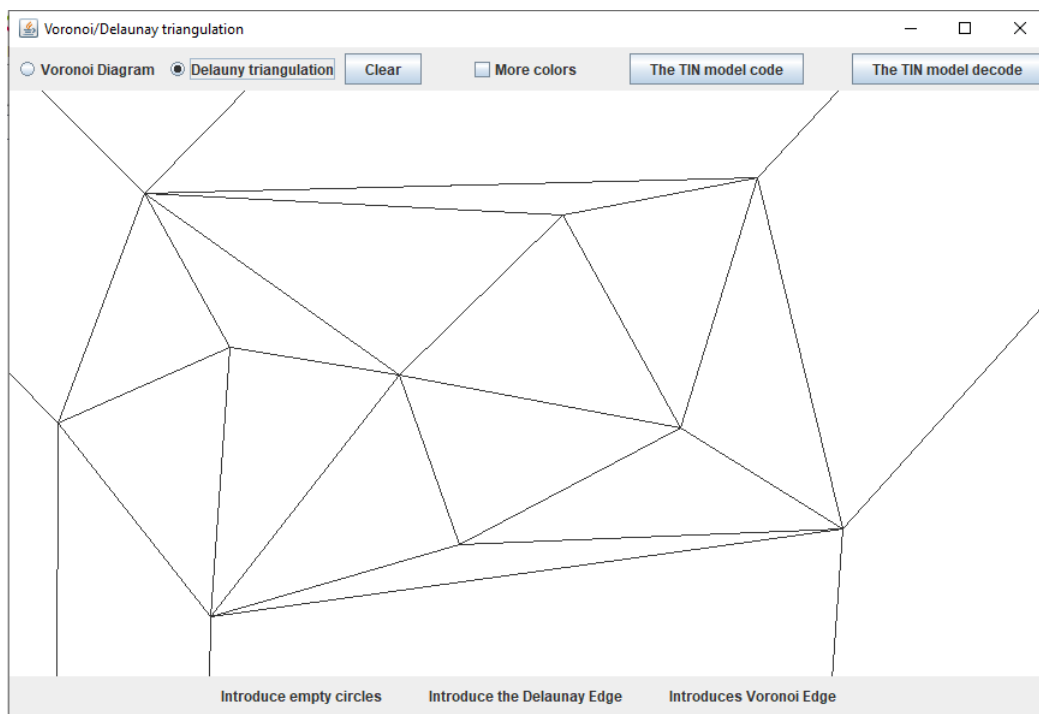 Voronoi/Delaunay triangulation
Voronoi Diagram Delauny triangulation Clear More colors The TIN model code The TIN model decode
Introduce empty circles Introduce the Delaunay Edge Introduces Voronoi Edge